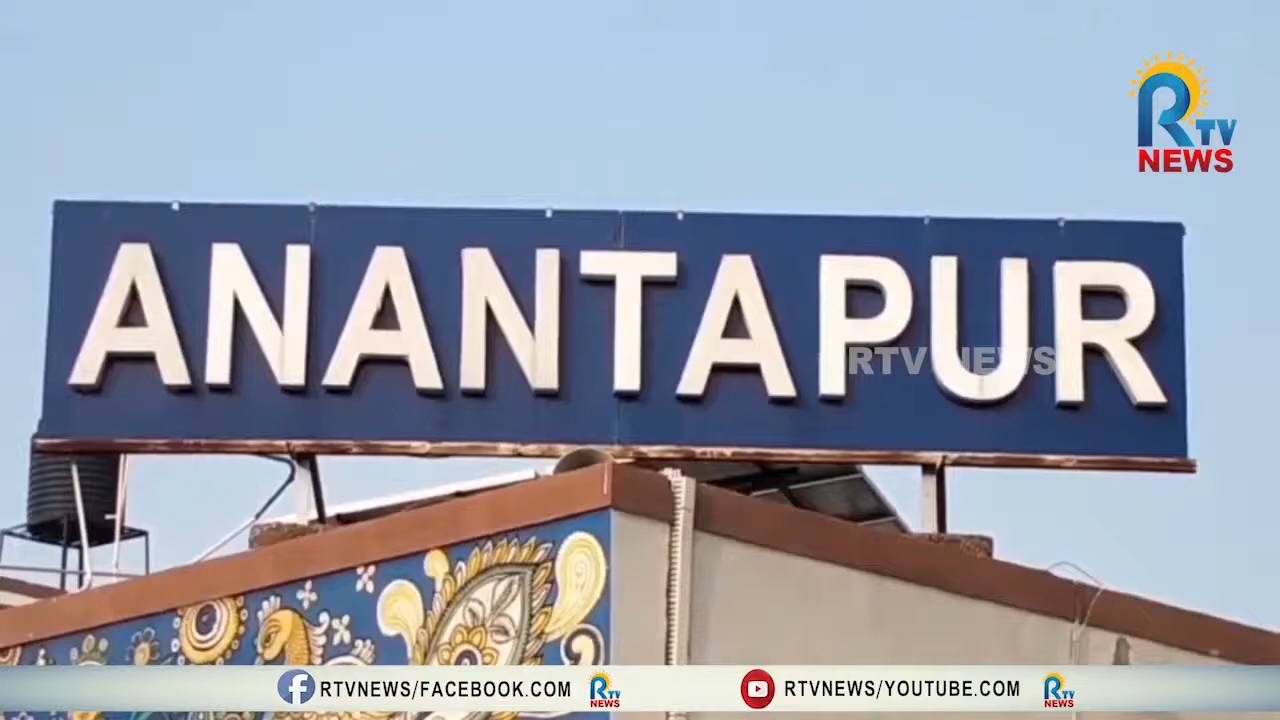 R TV
NEWS
ANANTAPUR
RTV NEWS
RTVNEWS/FACEBOOK.COM
RTV
NEWS
RTVNEWS/YOUTUBE.COM
RTV
NEWS